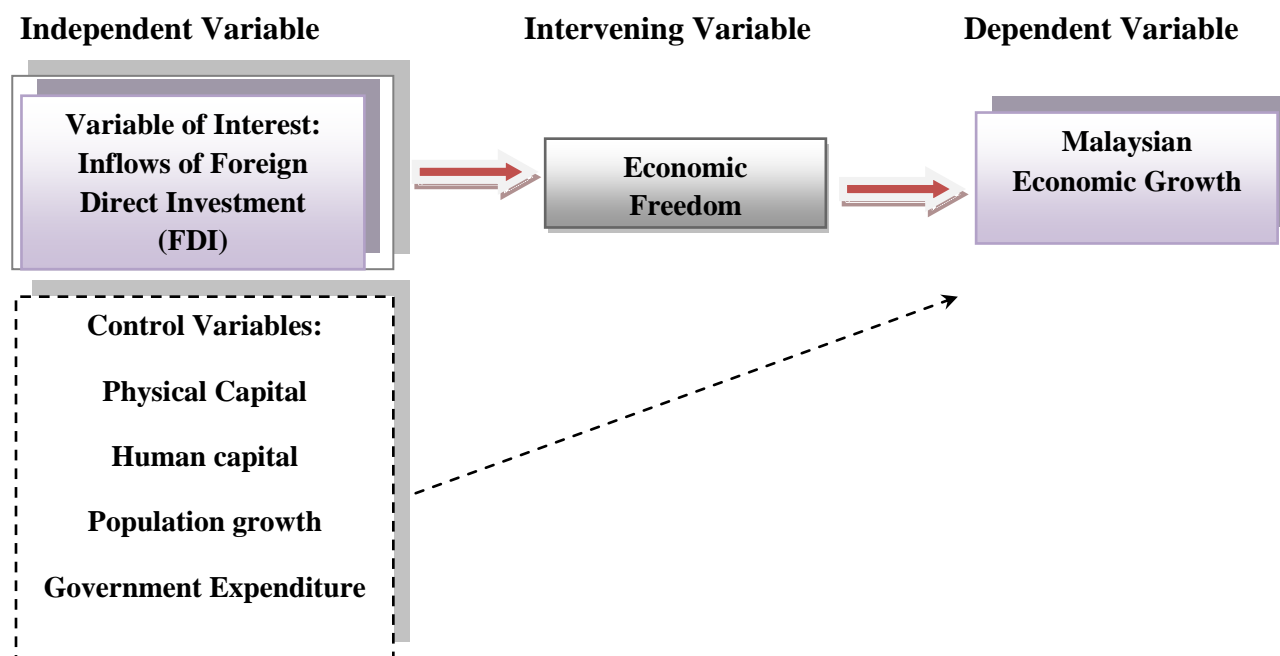 Independent Variable
Intervening Variable
Dependent Variable
Variable of Interest:
Inflows of Foreign
Direct Investment
(FDI)
Economic
Freedom
Malaysian
Economic Growth
Control Variables:
Physical Capital
Human capital
Population growth
Government Expenditure